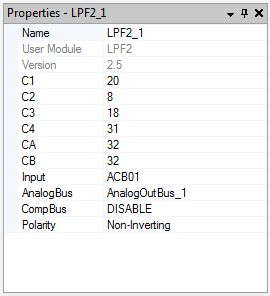 Properties - LPF2_1
Name LPF2_1
User Module LPF2
Version 2.5
C1 20
C2 8
C3 18
C4 31
CA 32
CB 32
Input ACB01
AnalogBus AnalogOutBus_1
CompBus DISABLE
Polarity Non-Inverting